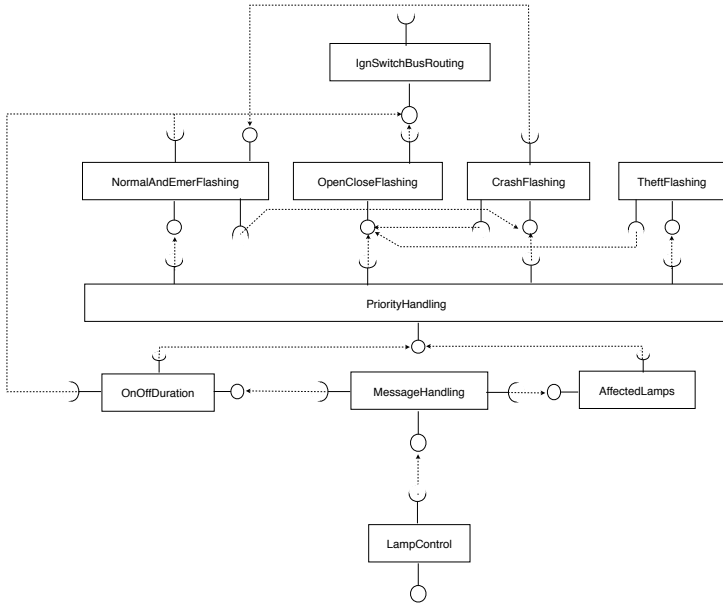 IgnSwitchBusRouting
NormalAndEmerFlashing
OpenCloseFlashing
CrashFlashing
TheftFlashing
PriorityHandling
OnOffDuration
MessageHandling
AffectedLamps
LampControl